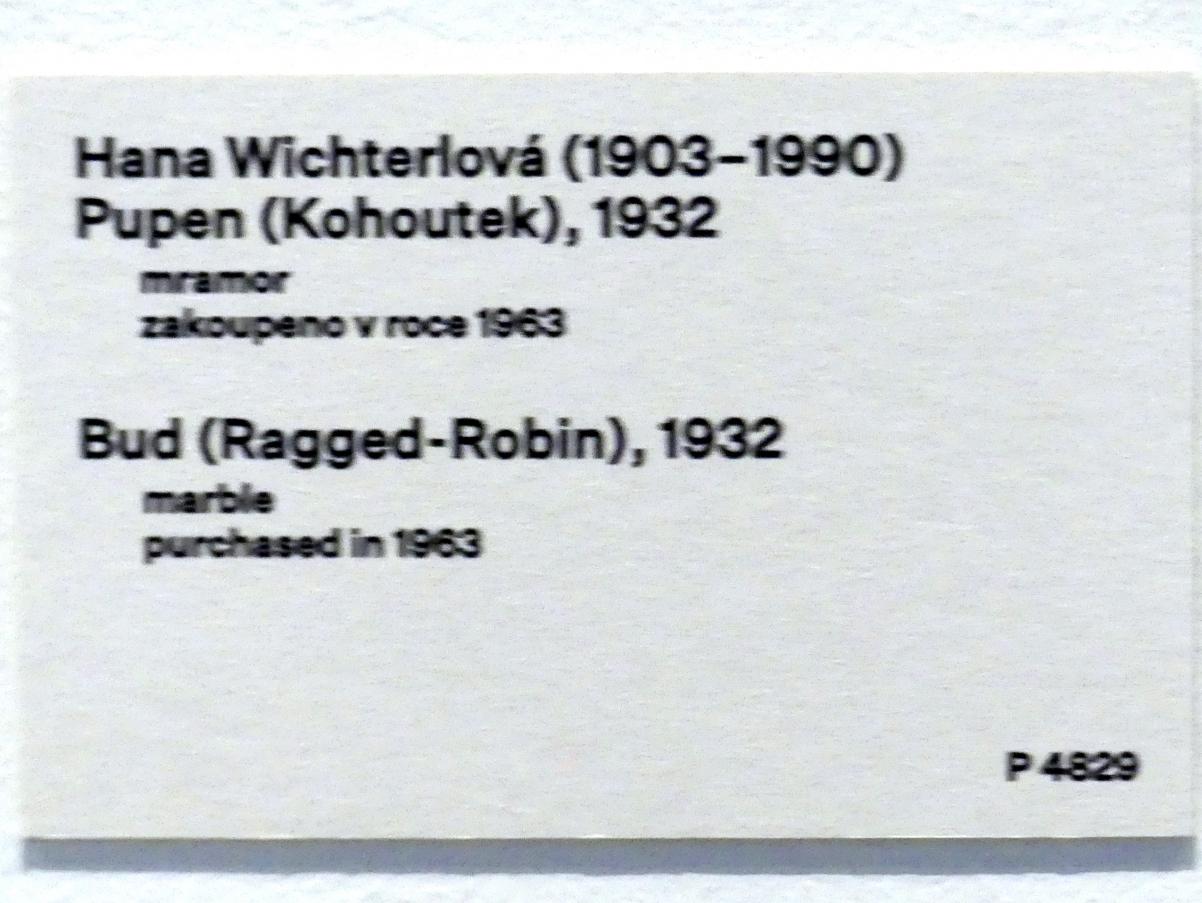 Hana Wichterlová (1903–1990)
Pupen (Kohoutek), 1932
mramor
zakoupeno v roce 1963
Bud (Ragged-Robin), 1932
marble
purchased in 1963
P 4829